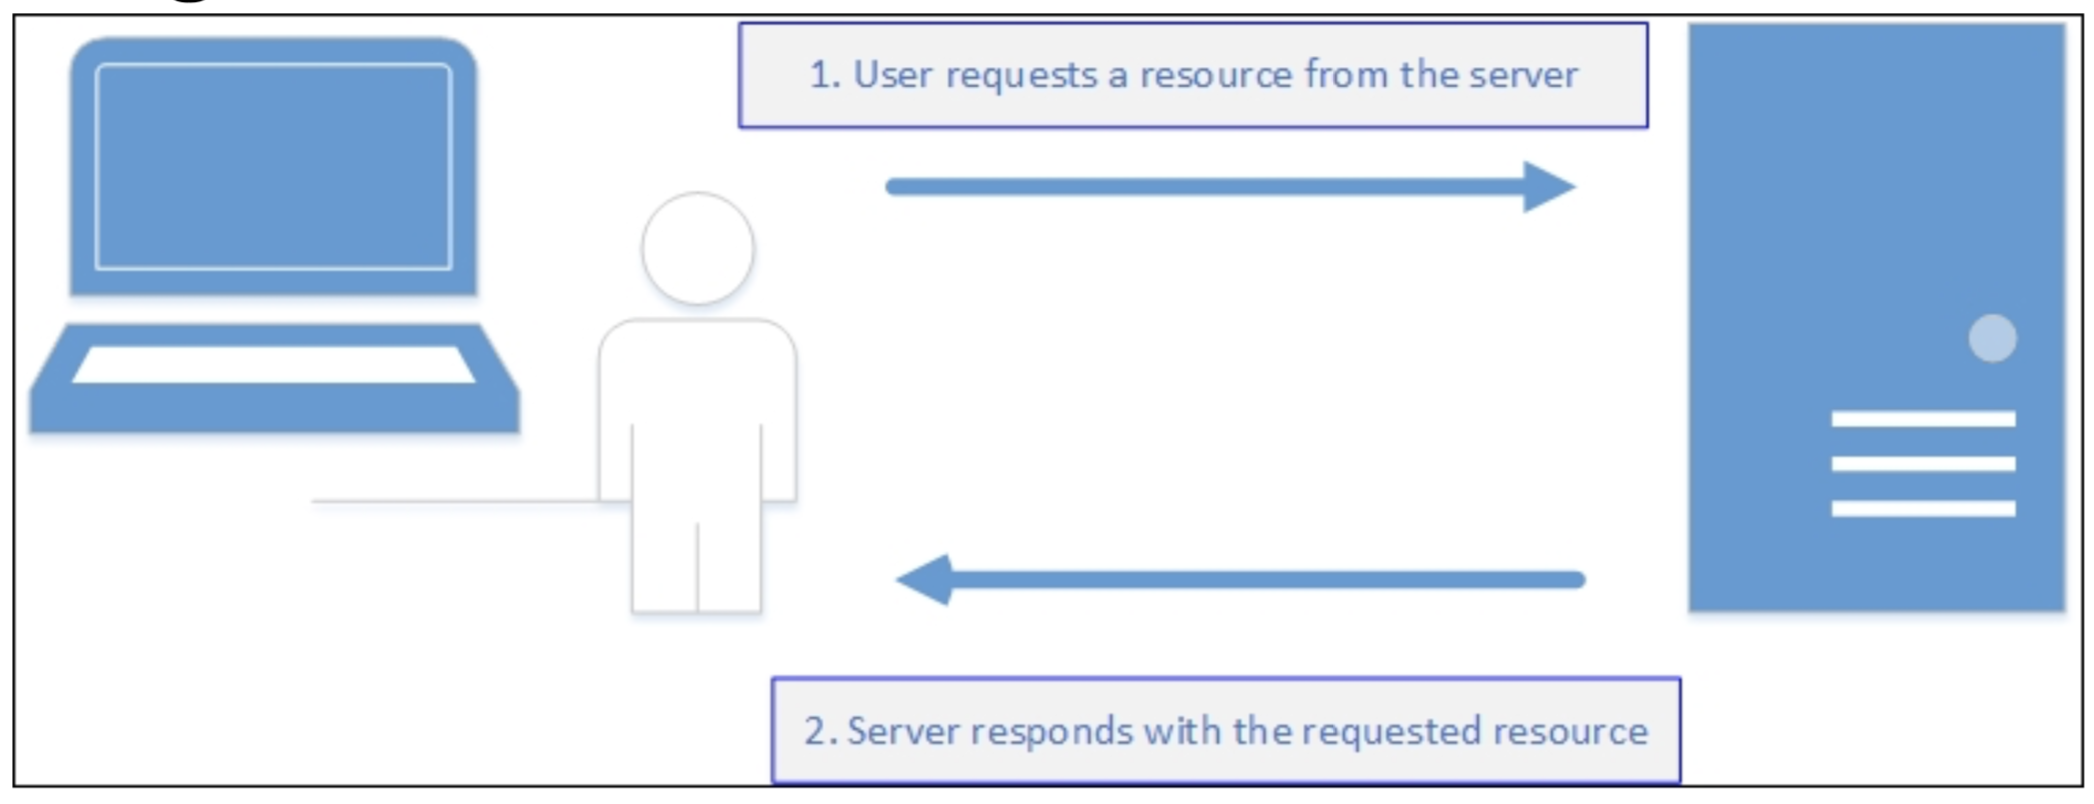 1. User requests a resource from the server
2. Server responds with the requested resource